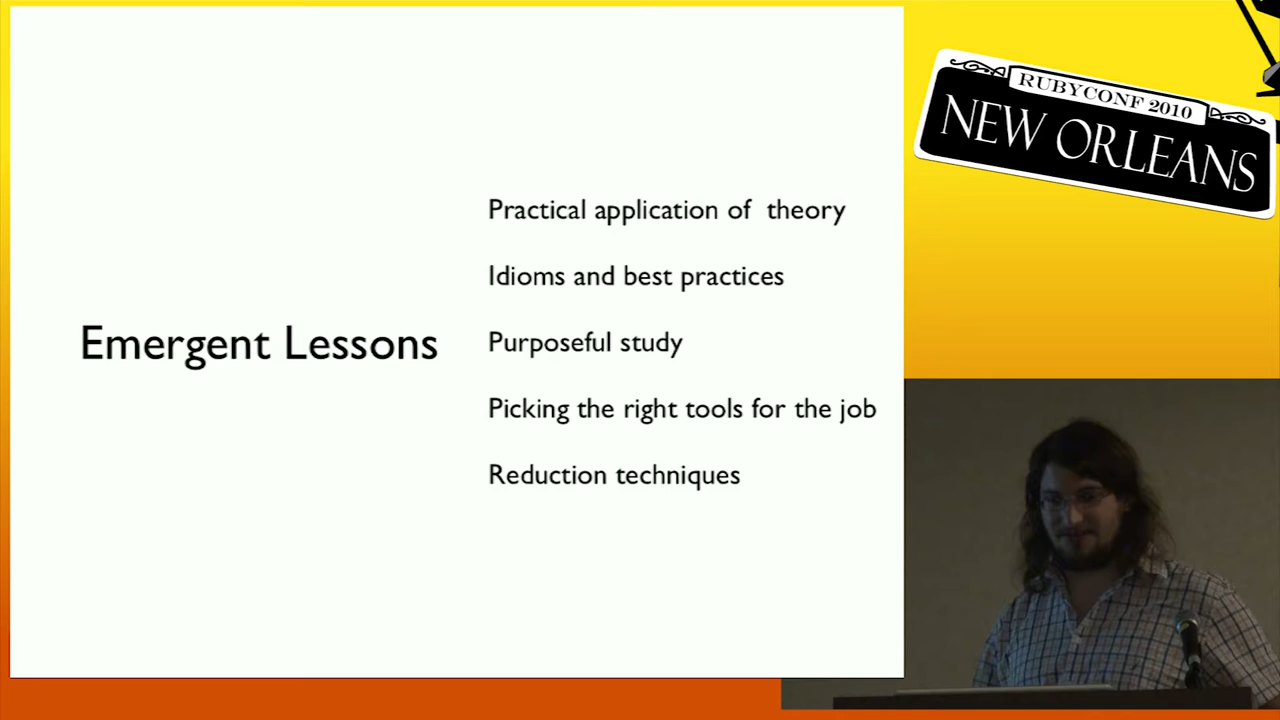 Emergent Lessons
Practical application of theory
Idioms and best practices
Purposeful study
Picking the right tools for the job
Reduction techniques
RUBYCONF 2010
NEW ORLEANS